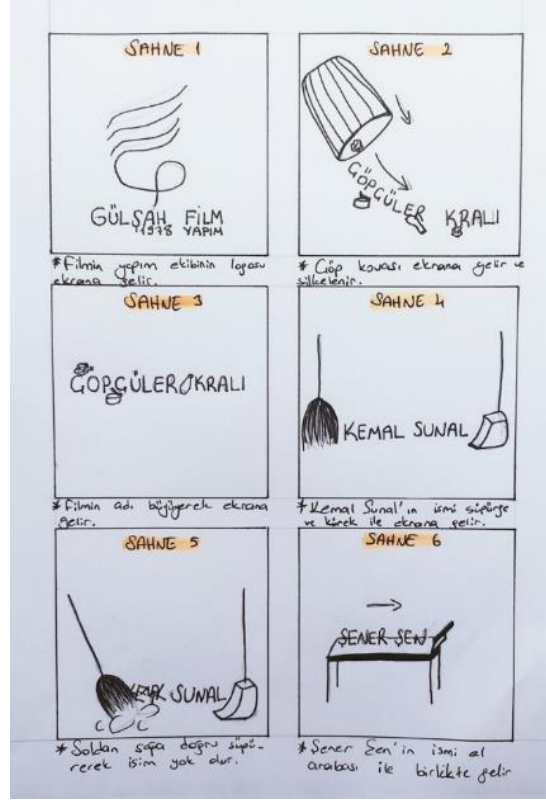 SAHNE 1
GÜLŞAH FİLM
1978 YAPIM
* Filmin yapım ekibinin logosu
ekrana gelir.
SAHNE 2
ÇÖPÇÜLER KRALI
* Çöp kovası ekrana gelir ve
silkelenir.
SAHNE 3
ÇÖPÇÜLER KRALI
* Filmin adı büyüyerek ekrana
gelir.
SAHNE 4
KEMAL SUNAL
* Kemal Sunal'ın ismi süpürge
ve kürek ile ekrana gelir.
SAHNE 5
SUNAL
* Soldan sağa doğru süpü-
rerek isim yok olur.
SAHNE 6
ŞENER ŞEN
* Şener Şen'in ismi el
arabası ile birlikte gelir